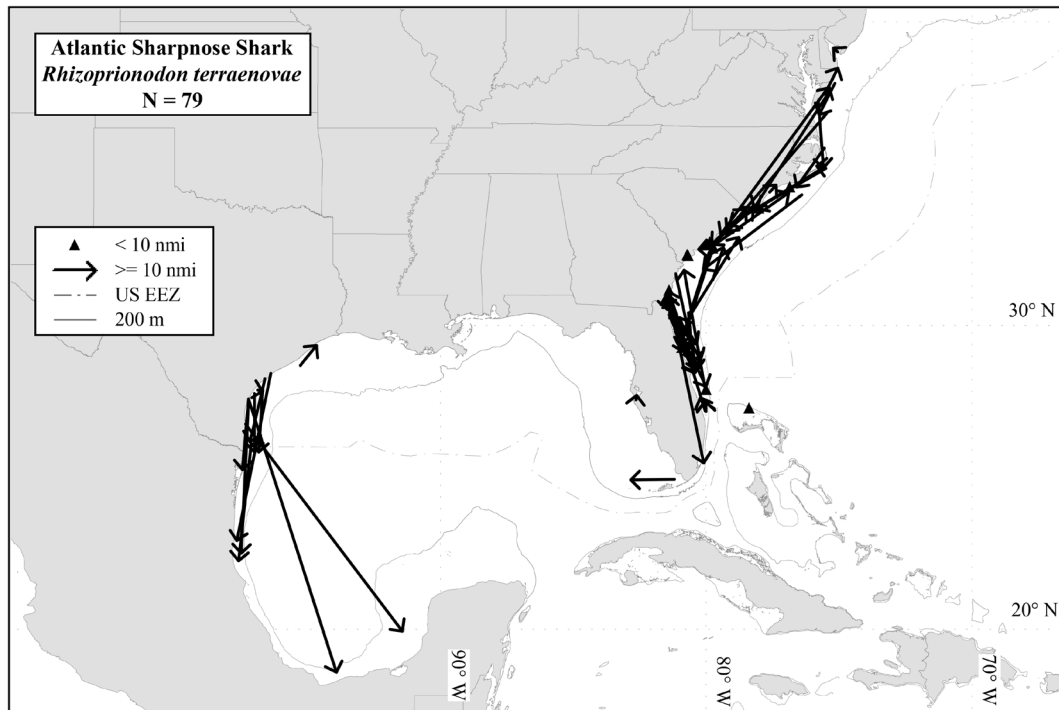 Atlantic Sharpnose Shark
Rhizoprionodon terraenovae
N = 79
< 10 nmi
>= 10 nmi
US EEZ
200 m
30° N
20° N
90° W
80° W
70° W